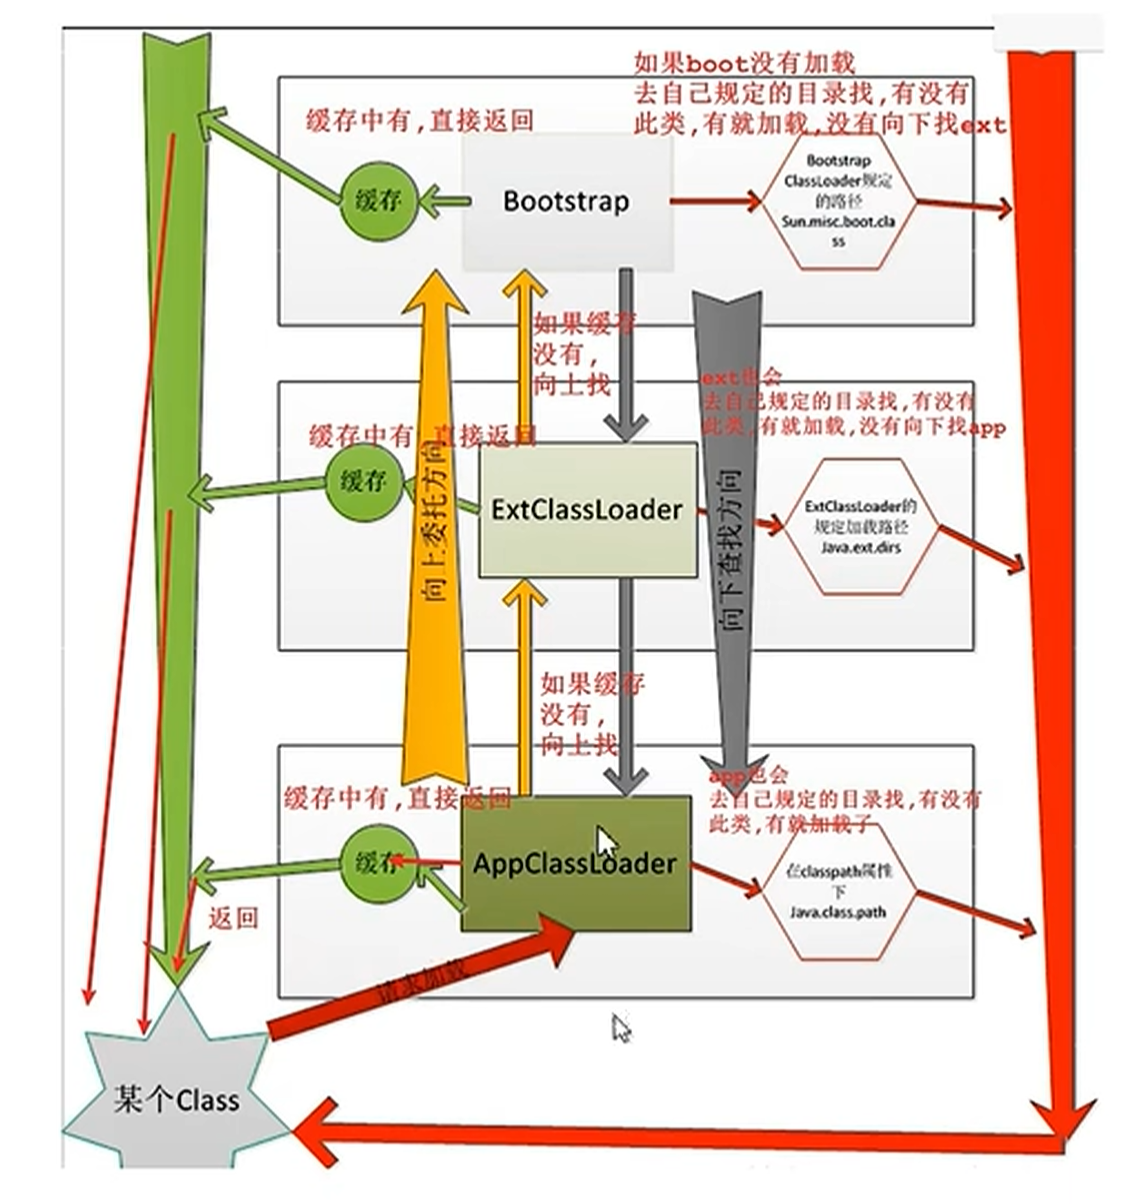 如果boot没有加载
去自己规定的目录找,有没有
此类,有就加载,没有向下找ext
缓存中有,直接返回
缓存
Bootstrap
Bootstrap
ClassLoader规定
的路径
Sun.misc.boot.cla
ss
如果缓存
没有,
向上找
ext也会
去自己规定的目录找,有没有
此类,有就加载,没有向下找app
缓存中有,直接返回
缓存
向上委托方向
ExtClassLoader
向下查找方向
ExtClassLoader的
规定加载路径
Java.ext.dirs
如果缓存
没有,
向上找
app也会
去自己规定的目录找,有没有
此类,有就加载了
缓存中有,直接返回
缓存
AppClassLoader
在classpath属性
下
Java.class.path
返回
请求加载
某个Class